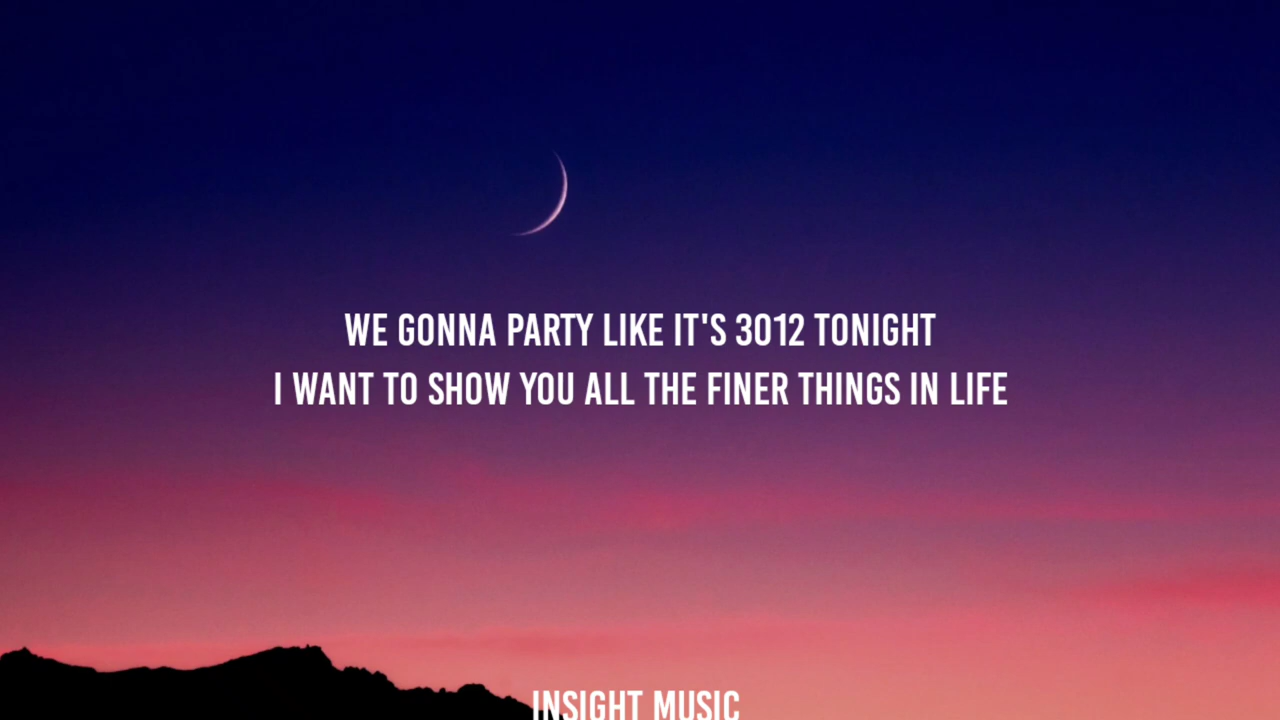 WE GONNA PARTY LIKE IT'S 3012 TONIGHT
I WANT TO SHOW YOU ALL THE FINER THINGS IN LIFE
INSIGHT MUSIC